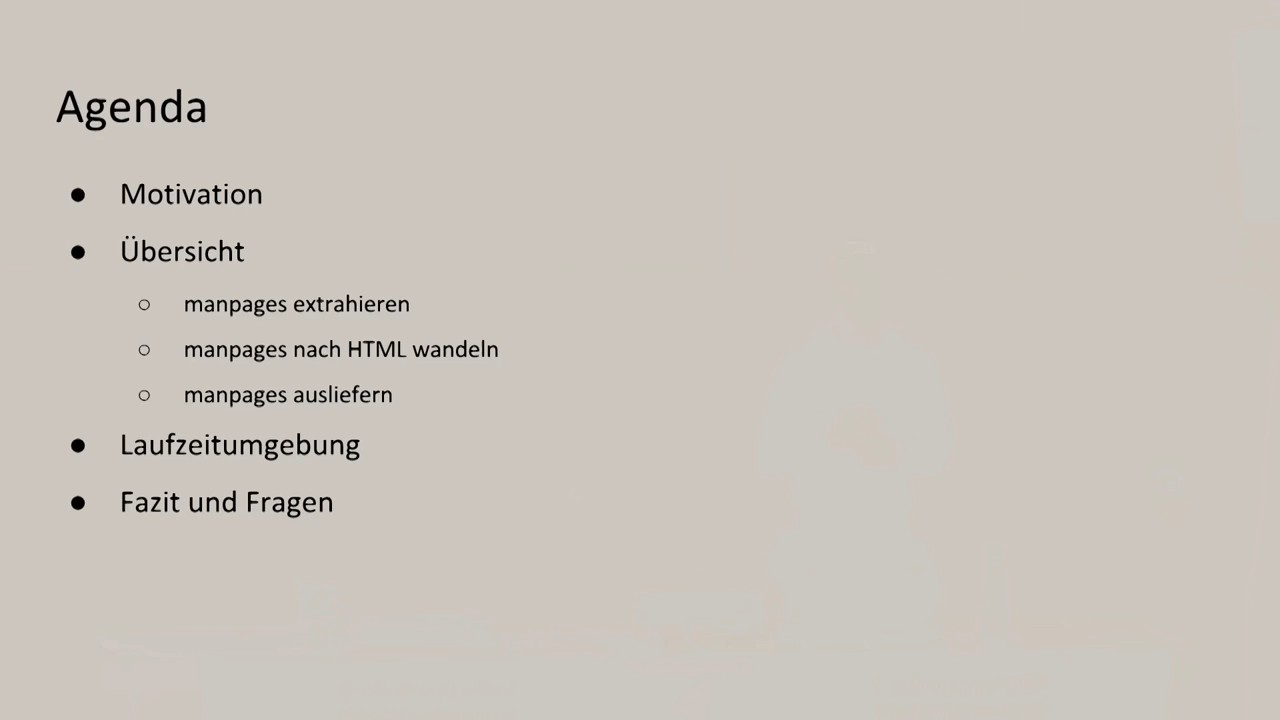 Agenda
● Motivation
● Übersicht
○ manpages extrahieren
○ manpages nach HTML wandeln
○ manpages ausliefern
● Laufzeitumgebung
● Fazit und Fragen